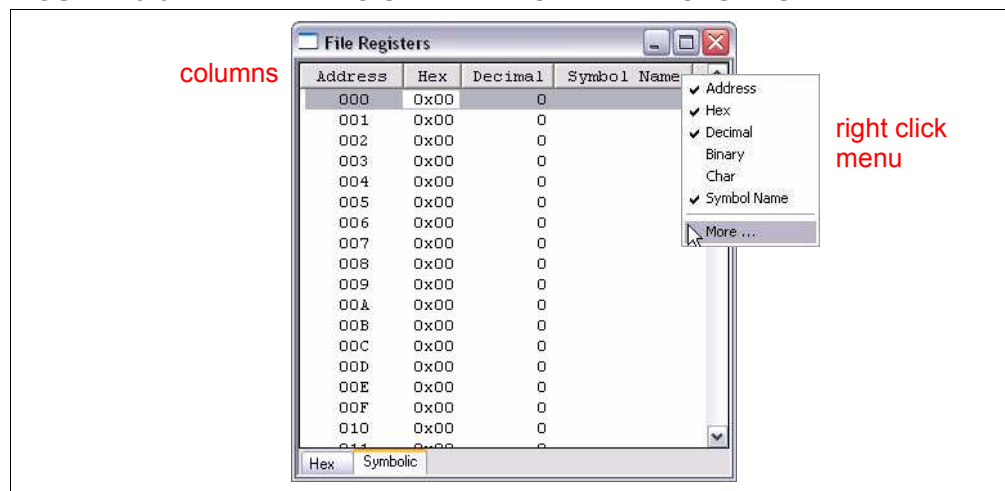 File Registers
columns
Address Hex Decimal Symbol Name
000 0x00 0
001 0x00 0
002 0x00 0
003 0x00 0
004 0x00 0
005 0x00 0
006 0x00 0
007 0x00 0
008 0x00 0
009 0x00 0
00A 0x00 0
00B 0x00 0
00C 0x00 0
00D 0x00 0
00E 0x00 0
00F 0x00 0
010 0x00 0
Hex Symbolic
Address
Hex
Decimal
Binary
Char
Symbol Name
More ...
right click
menu